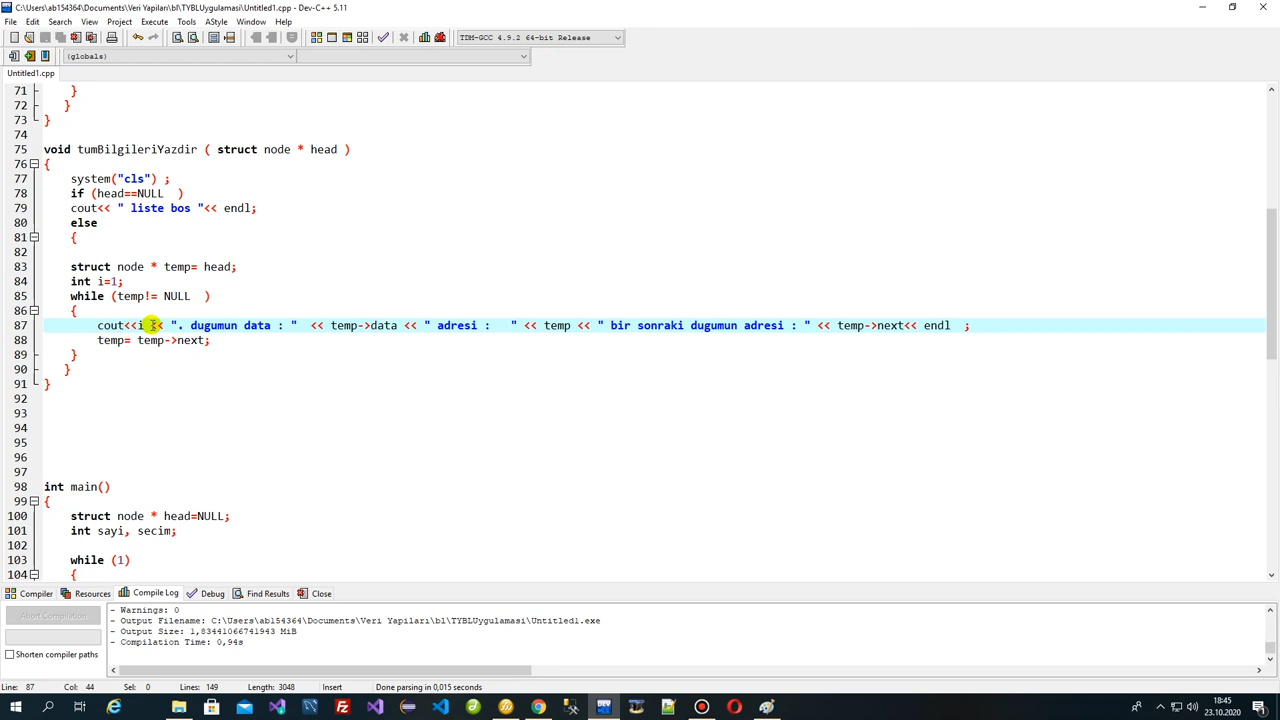 C:\Users\ab154364\Documents\Veri Yapilari\bl\TYBLUygulamasi\Untitled1.cpp - Dev-C++ 5.11
File Edit Search View Project Execute Tools AStyle Window Help
TDM-GCC 4.9.2 64-bit Release
(globals)
Untitled1.cpp
71 }
72 }
73 }
74
75 void tumBilgileriYazdir ( struct node * head )
76 {
77 system("cls") ;
78 if (head==NULL )
79 cout<< " liste bos "<< endl;
80 else
81 {
82
83 struct node * temp= head;
84 int i=1;
85 while (temp!= NULL )
86 {
87 cout<<i << ". dugumun data : " << temp->data << " adresi : " << temp << " bir sonraki dugumun adresi : " << temp->next<< endl ;
88 temp= temp->next;
89 }
90 }
91 }
92
93
94
95
96
97
98 int main()
99 {
100 struct node * head=NULL;
101 int sayi, secim;
102
103 while (1)
104 {
Compiler Resources Compile Log Debug Find Results Close
Abort Compilation
Shorten compiler paths
- Warnings: 0
- Output Filename: C:\Users\ab154364\Documents\Veri Yapilari\bl\TYBLUygulamasi\Untitled1.exe
- Output Size: 1,83441066741943 MiB
- Compilation Time: 0,94s
Line: 87 Col: 44 Sel: 0 Lines: 149 Length: 3048 Insert Done parsing in 0,015 seconds
18:45
23.10.2020